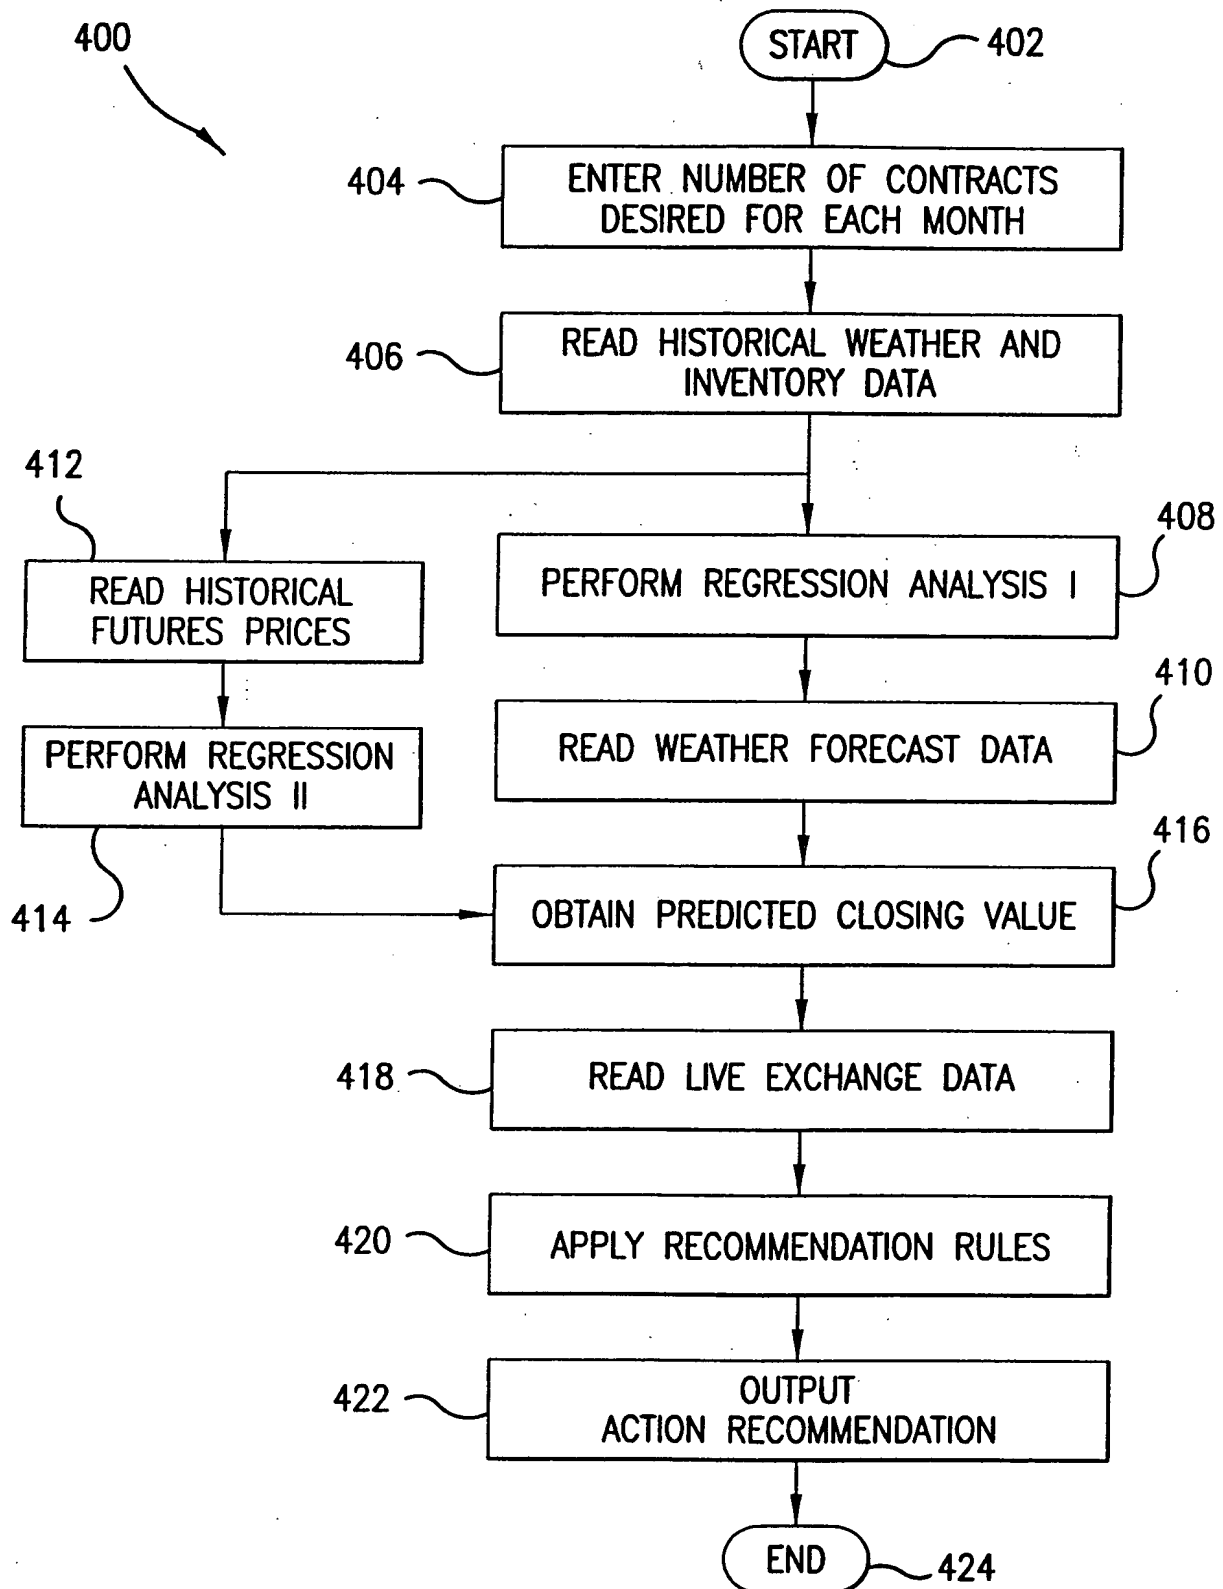 400
START
402
404
ENTER NUMBER OF CONTRACTS
DESIRED FOR EACH MONTH
406
READ HISTORICAL WEATHER AND
INVENTORY DATA
412
408
READ HISTORICAL
FUTURES PRICES
PERFORM REGRESSION ANALYSIS I
410
PERFORM REGRESSION
ANALYSIS II
READ WEATHER FORECAST DATA
416
414
OBTAIN PREDICTED CLOSING VALUE
418
READ LIVE EXCHANGE DATA
420
APPLY RECOMMENDATION RULES
422
OUTPUT
ACTION RECOMMENDATION
END
424